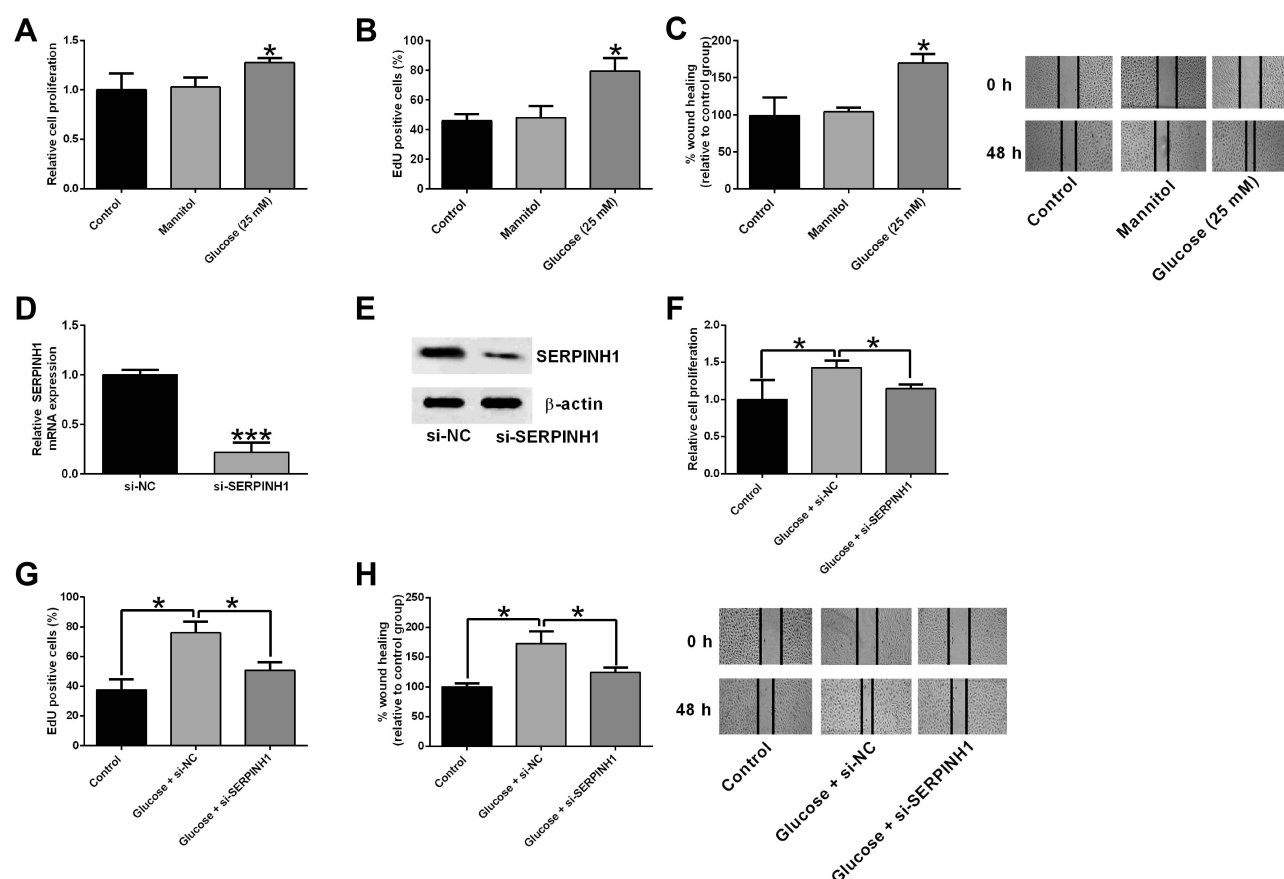 A
Relative cell proliferation
1.5
1.0
0.5
0.0
*
Control
Mannitol
Glucose (25 mM)
B
EdU positive cells (%)
100
80
60
40
20
0
*
Control
Mannitol
Glucose (25 mM)
C
% wound healing
(relative to control group)
200
150
100
50
0
*
Control
Mannitol
Glucose (25 mM)
0 h
48 h
Control
Mannitol
Glucose (25 mM)
D
Relative SERPINH1
mRNA expression
1.5
1.0
0.5
0.0
***
si-NC
si-SERPINH1
E
SERPINH1
β-actin
si-NC
si-SERPINH1
F
Relative cell proliferation
2.0
1.5
1.0
0.5
0.0
*
*
Control
Glucose + si-NC
Glucose + si-SERPINH1
G
EdU positive cells (%)
100
80
60
40
20
0
*
*
Control
Glucose + si-NC
Glucose + si-SERPINH1
H
% wound healing
(relative to control group)
250
200
150
100
50
0
*
*
Control
Glucose + si-NC
Glucose + si-SERPINH1
0 h
48 h
Control
Glucose + si-NC
Glucose + si-SERPINH1